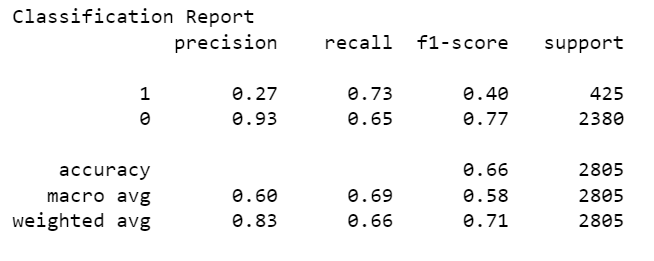 Classification Report
precision recall f1-score support
1 0.27 0.73 0.40 425
0 0.93 0.65 0.77 2380
accuracy 0.66 2805
macro avg 0.60 0.69 0.58 2805
weighted avg 0.83 0.66 0.71 2805